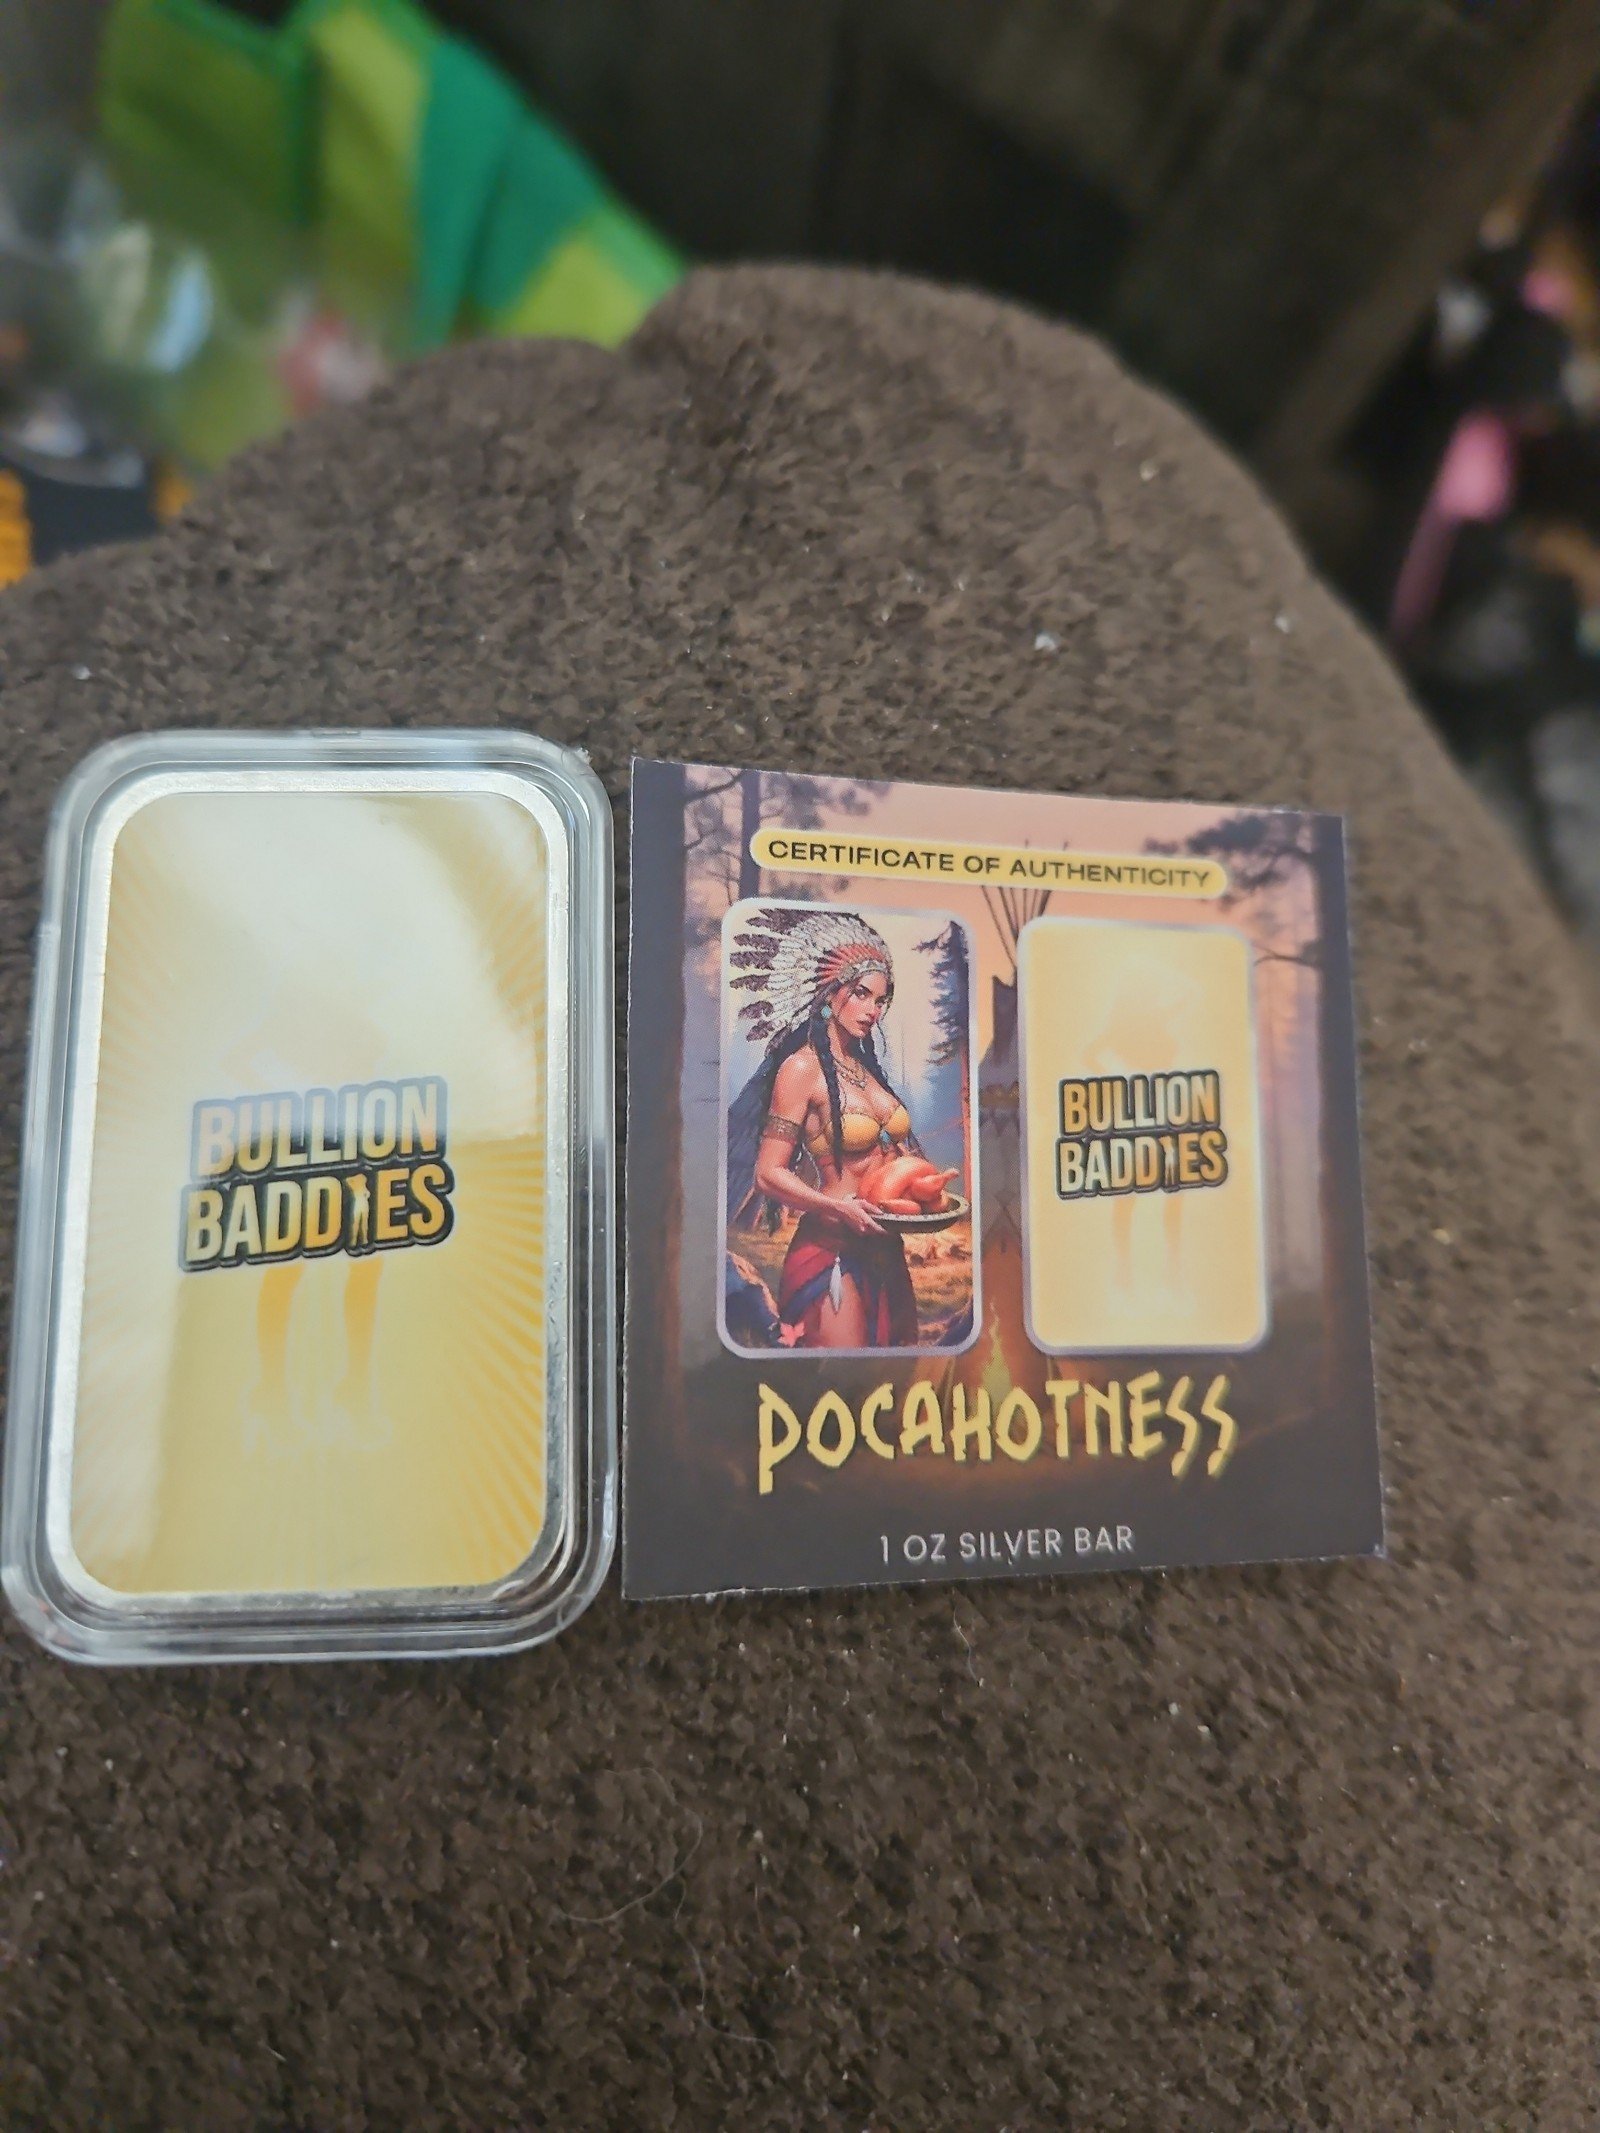 BULLION
BADDIES
CERTIFICATE OF AUTHENTICITY
BULLION
BADDIES
POCAHOTNESS
1 OZ SILVER BAR